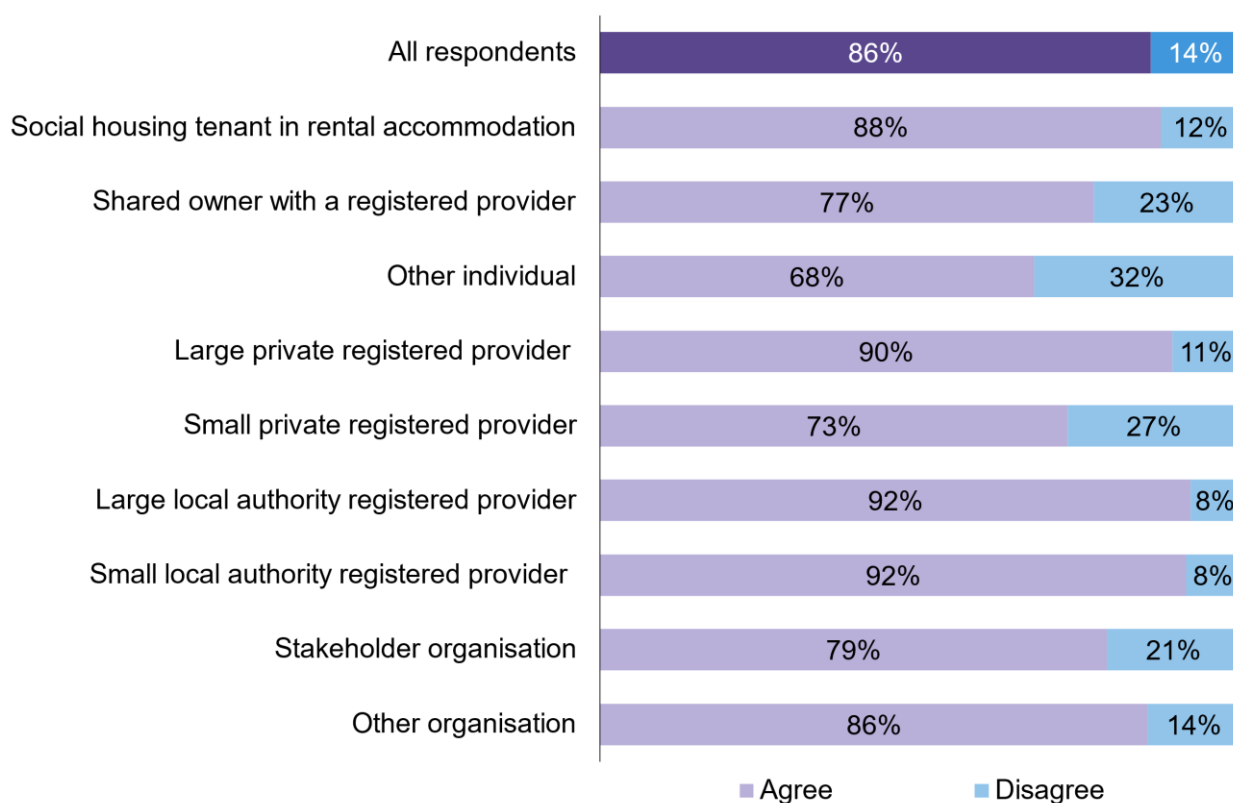 All respondents 86% 14%
Social housing tenant in rental accommodation 88% 12%
Shared owner with a registered provider 77% 23%
Other individual 68% 32%
Large private registered provider 90% 11%
Small private registered provider 73% 27%
Large local authority registered provider 92% 8%
Small local authority registered provider 92% 8%
Stakeholder organisation 79% 21%
Other organisation 86% 14%
Agree Disagree